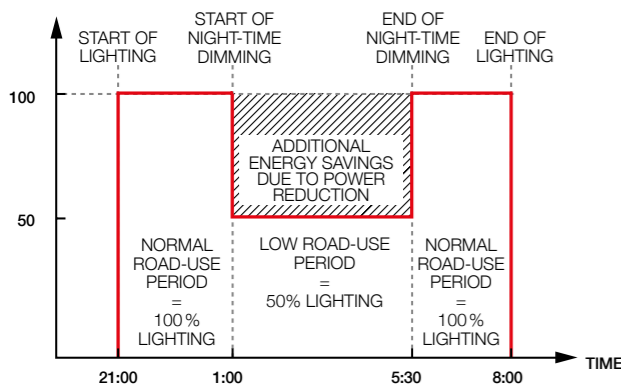 START OF
LIGHTING
START OF
NIGHT-TIME
DIMMING
END OF
NIGHT-TIME
DIMMING
END OF
LIGHTING
100
ADDITIONAL
ENERGY SAVINGS
DUE TO POWER
REDUCTION
50
NORMAL
ROAD-USE
PERIOD
=
100%
LIGHTING
LOW ROAD-USE
PERIOD
=
50% LIGHTING
NORMAL
ROAD-USE
PERIOD
=
100%
LIGHTING
TIME
21:00
1:00
5:30
8:00